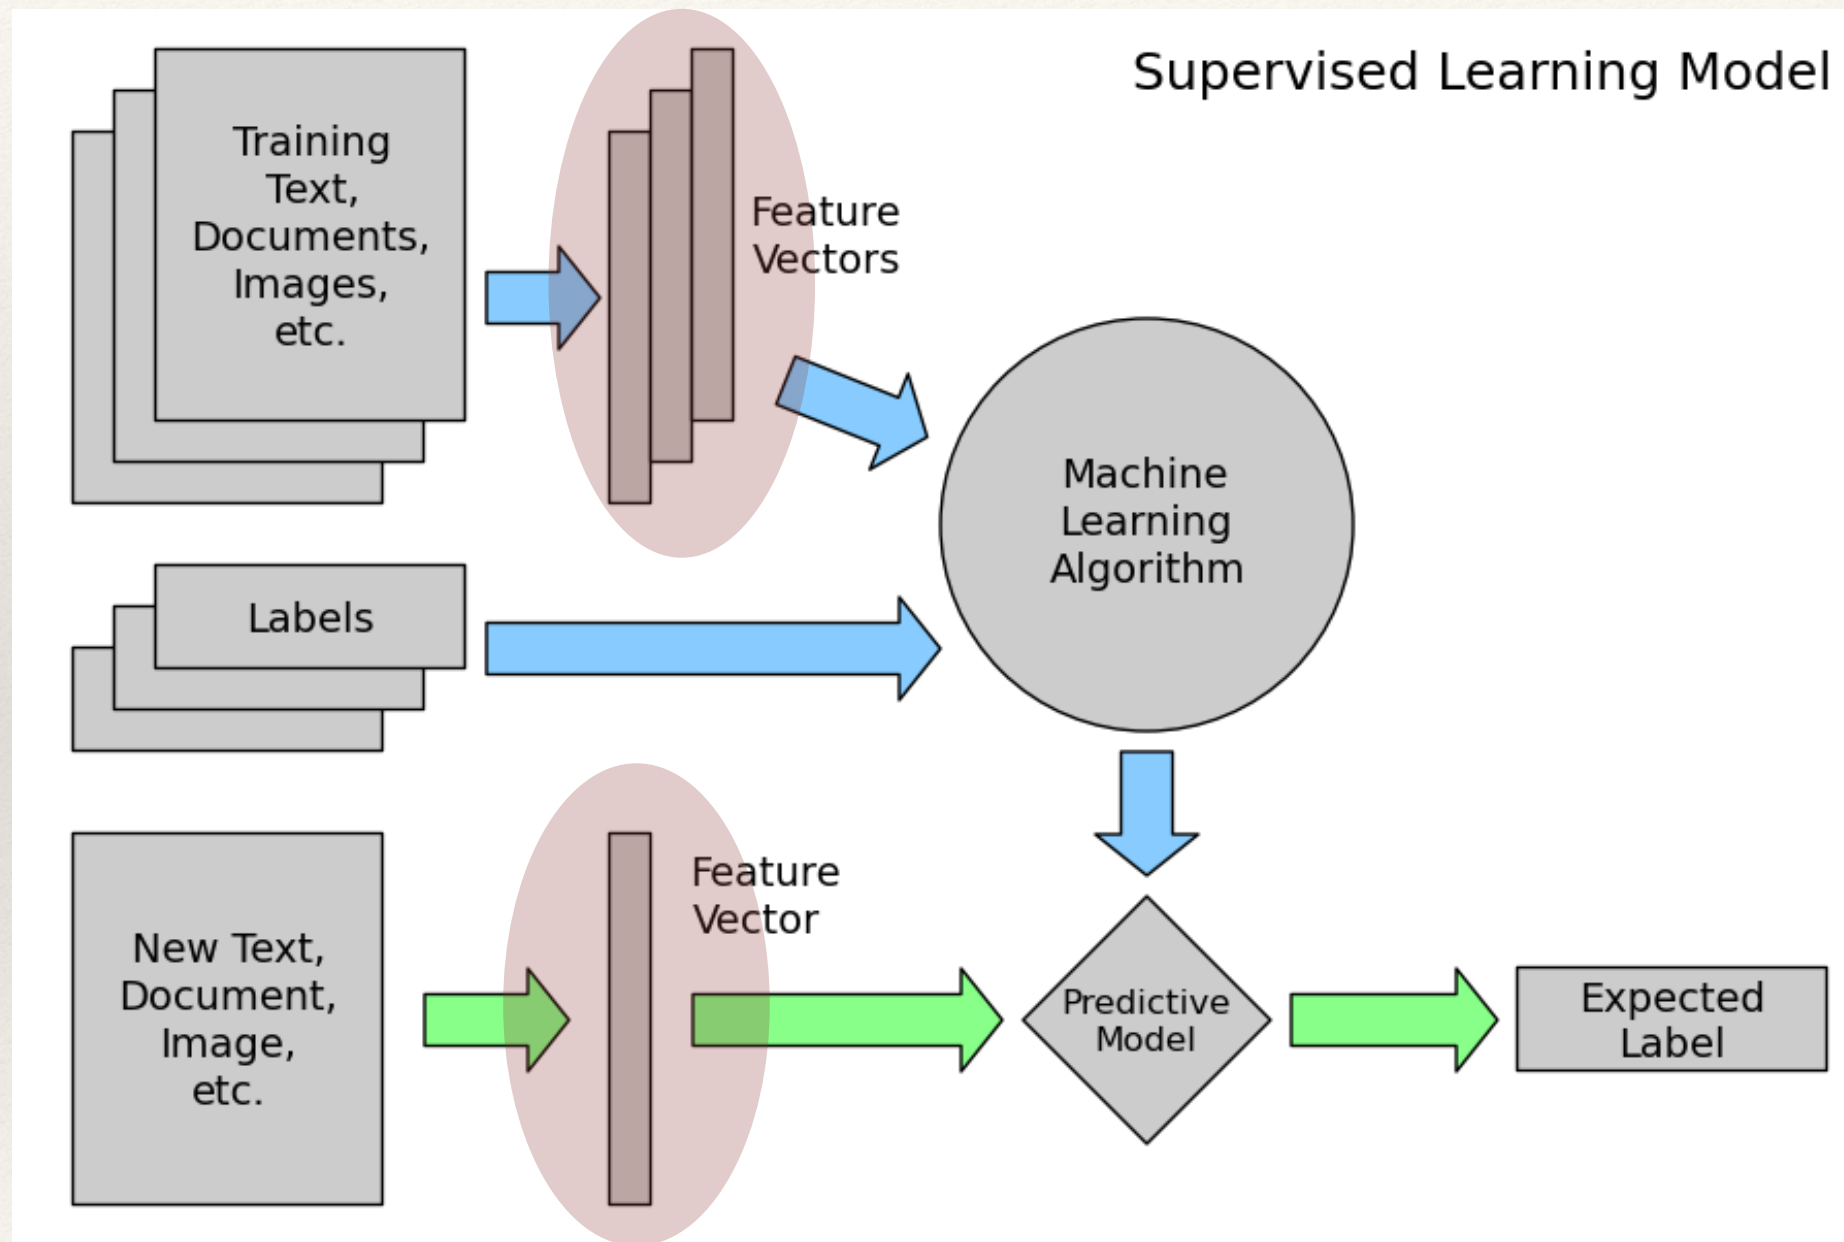 Supervised Learning Model
Training
Text,
Documents,
Images,
etc.
Feature
Vectors
Machine
Learning
Algorithm
Labels
New Text,
Document,
Image,
etc.
Feature
Vector
Predictive
Model
Expected
Label